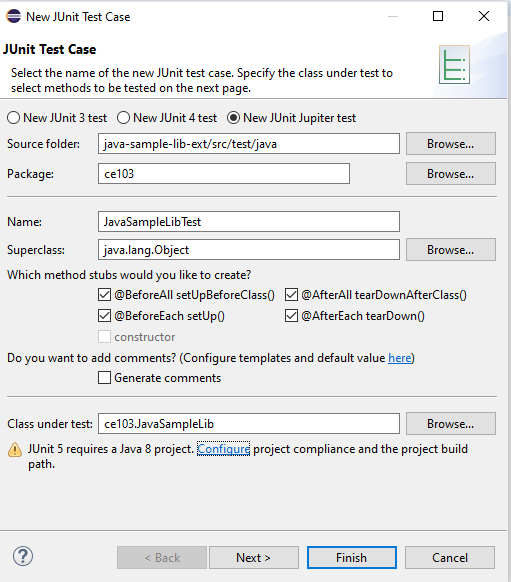 New JUnit Test Case
JUnit Test Case
Select the name of the new JUnit test case. Specify the class under test to
select methods to be tested on the next page.
New JUnit 3 test New JUnit 4 test New JUnit Jupiter test
Source folder: java-sample-lib-ext/src/test/java Browse...
Package: ce103 Browse...
Name: JavaSampleLibTest
Superclass: java.lang.Object Browse...
Which method stubs would you like to create?
@BeforeAll setUpBeforeClass() @AfterAll tearDownAfterClass()
@BeforeEach setUp() @AfterEach tearDown()
constructor
Do you want to add comments? (Configure templates and default value here)
Generate comments
Class under test: ce103.JavaSampleLib Browse...
JUnit 5 requires a Java 8 project. Configure project compliance and the project build
path.
? < Back Next > Finish Cancel